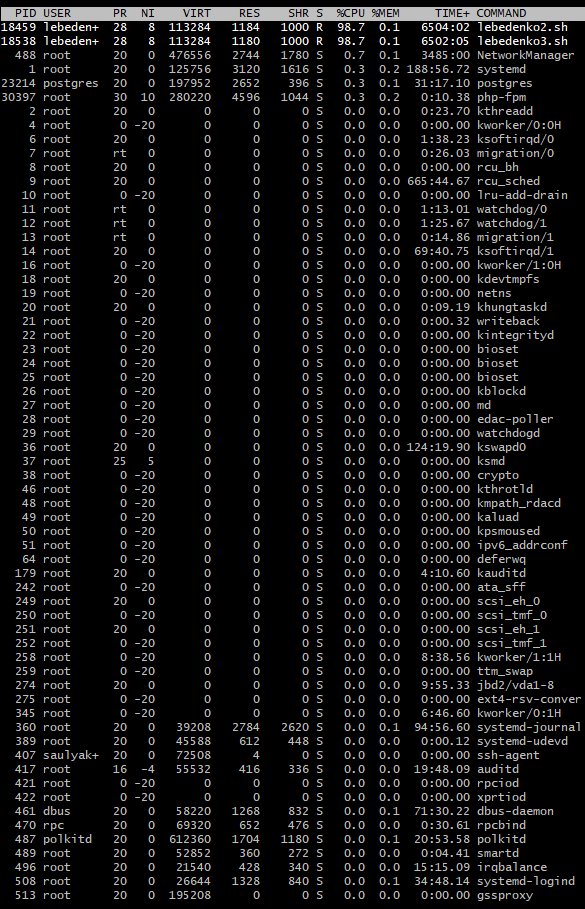 PID USER PR NI VIRT RES SHR S %CPU %MEM TIME+ COMMAND
18459 lebeden+ 28 8 113284 1184 1000 R 98.7 0.1 6504:02 lebedenko2.sh
18538 lebeden+ 28 8 113284 1180 1000 R 98.7 0.1 6502:05 lebedenko3.sh
488 root 20 0 476556 2744 1780 S 0.7 0.1 3485:00 NetworkManager
1 root 20 0 125756 3120 1616 S 0.3 0.2 188:56.72 systemd
23214 postgres 20 0 197952 2652 396 S 0.3 0.1 31:17.10 postgres
30397 root 30 10 280220 4596 1044 S 0.3 0.2 0:10.38 php-fpm
2 root 20 0 0 0 0 S 0.0 0.0 0:23.70 kthreadd
4 root 0 -20 0 0 0 S 0.0 0.0 0:00.00 kworker/0:0H
6 root 20 0 0 0 0 S 0.0 0.0 1:38.23 ksoftirqd/0
7 root rt 0 0 0 0 S 0.0 0.0 0:26.03 migration/0
8 root 20 0 0 0 0 S 0.0 0.0 0:00.00 rcu_bh
9 root 20 0 0 0 0 S 0.0 0.0 665:44.67 rcu_sched
10 root 0 -20 0 0 0 S 0.0 0.0 0:00.00 lru-add-drain
11 root rt 0 0 0 0 S 0.0 0.0 1:13.01 watchdog/0
12 root rt 0 0 0 0 S 0.0 0.0 1:25.67 watchdog/1
13 root rt 0 0 0 0 S 0.0 0.0 0:14.86 migration/1
14 root 20 0 0 0 0 S 0.0 0.0 69:40.75 ksoftirqd/1
16 root 0 -20 0 0 0 S 0.0 0.0 0:00.00 kworker/1:0H
18 root 20 0 0 0 0 S 0.0 0.0 0:00.00 kdevtmpfs
19 root 0 -20 0 0 0 S 0.0 0.0 0:00.00 netns
20 root 20 0 0 0 0 S 0.0 0.0 0:09.19 khungtaskd
21 root 0 -20 0 0 0 S 0.0 0.0 0:00.32 writeback
22 root 0 -20 0 0 0 S 0.0 0.0 0:00.00 kintegrityd
23 root 0 -20 0 0 0 S 0.0 0.0 0:00.00 bioset
24 root 0 -20 0 0 0 S 0.0 0.0 0:00.00 bioset
25 root 0 -20 0 0 0 S 0.0 0.0 0:00.00 bioset
26 root 0 -20 0 0 0 S 0.0 0.0 0:00.00 kblockd
27 root 0 -20 0 0 0 S 0.0 0.0 0:00.00 md
28 root 0 -20 0 0 0 S 0.0 0.0 0:00.00 edac-poller
29 root 0 -20 0 0 0 S 0.0 0.0 0:00.00 watchdogd
36 root 20 0 0 0 0 S 0.0 0.0 124:19.90 kswapd0
37 root 25 5 0 0 0 S 0.0 0.0 0:00.00 ksmd
38 root 0 -20 0 0 0 S 0.0 0.0 0:00.00 crypto
46 root 0 -20 0 0 0 S 0.0 0.0 0:00.00 kthrotld
48 root 0 -20 0 0 0 S 0.0 0.0 0:00.00 kmpath_rdacd
49 root 0 -20 0 0 0 S 0.0 0.0 0:00.00 kaluad
50 root 0 -20 0 0 0 S 0.0 0.0 0:00.00 kpsmoused
51 root 0 -20 0 0 0 S 0.0 0.0 0:00.00 ipv6_addrconf
64 root 0 -20 0 0 0 S 0.0 0.0 0:00.00 deferwq
179 root 20 0 0 0 0 S 0.0 0.0 4:10.60 kauditd
242 root 0 -20 0 0 0 S 0.0 0.0 0:00.00 ata_sff
249 root 20 0 0 0 0 S 0.0 0.0 0:00.00 scsi_eh_0
250 root 0 -20 0 0 0 S 0.0 0.0 0:00.00 scsi_tmf_0
251 root 20 0 0 0 0 S 0.0 0.0 0:00.00 scsi_eh_1
252 root 0 -20 0 0 0 S 0.0 0.0 0:00.00 scsi_tmf_1
258 root 0 -20 0 0 0 S 0.0 0.0 8:38.56 kworker/1:1H
259 root 0 -20 0 0 0 S 0.0 0.0 0:00.00 ttm_swap
274 root 20 0 0 0 0 S 0.0 0.0 9:55.33 jbd2/vda1-8
275 root 0 -20 0 0 0 S 0.0 0.0 0:00.00 ext4-rsv-conver
345 root 0 -20 0 0 0 S 0.0 0.0 6:46.60 kworker/0:1H
360 root 20 0 39208 2784 2620 S 0.0 0.1 94:56.60 systemd-journal
389 root 20 0 45588 612 448 S 0.0 0.0 0:00.12 systemd-udevd
407 saulyak+ 20 0 72508 4 0 S 0.0 0.0 0:00.00 ssh-agent
417 root 16 -4 55532 416 336 S 0.0 0.0 19:48.09 auditd
421 root 0 -20 0 0 0 S 0.0 0.0 0:00.00 rpciod
422 root 0 -20 0 0 0 S 0.0 0.0 0:00.00 xprtiod
461 dbus 20 0 58220 1268 832 S 0.0 0.1 71:30.22 dbus-daemon
470 rpc 20 0 69320 652 476 S 0.0 0.0 0:30.61 rpcbind
487 polkitd 20 0 612360 1704 1180 S 0.0 0.1 20:53.58 polkitd
489 root 20 0 52852 360 272 S 0.0 0.0 0:04.41 smartd
496 root 20 0 21540 428 340 S 0.0 0.0 15:15.09 irqbalance
508 root 20 0 26644 1328 840 S 0.0 0.1 34:48.14 systemd-logind
513 root 20 0 195208 0 0 S 0.0 0.0 0:00.01 gssproxy